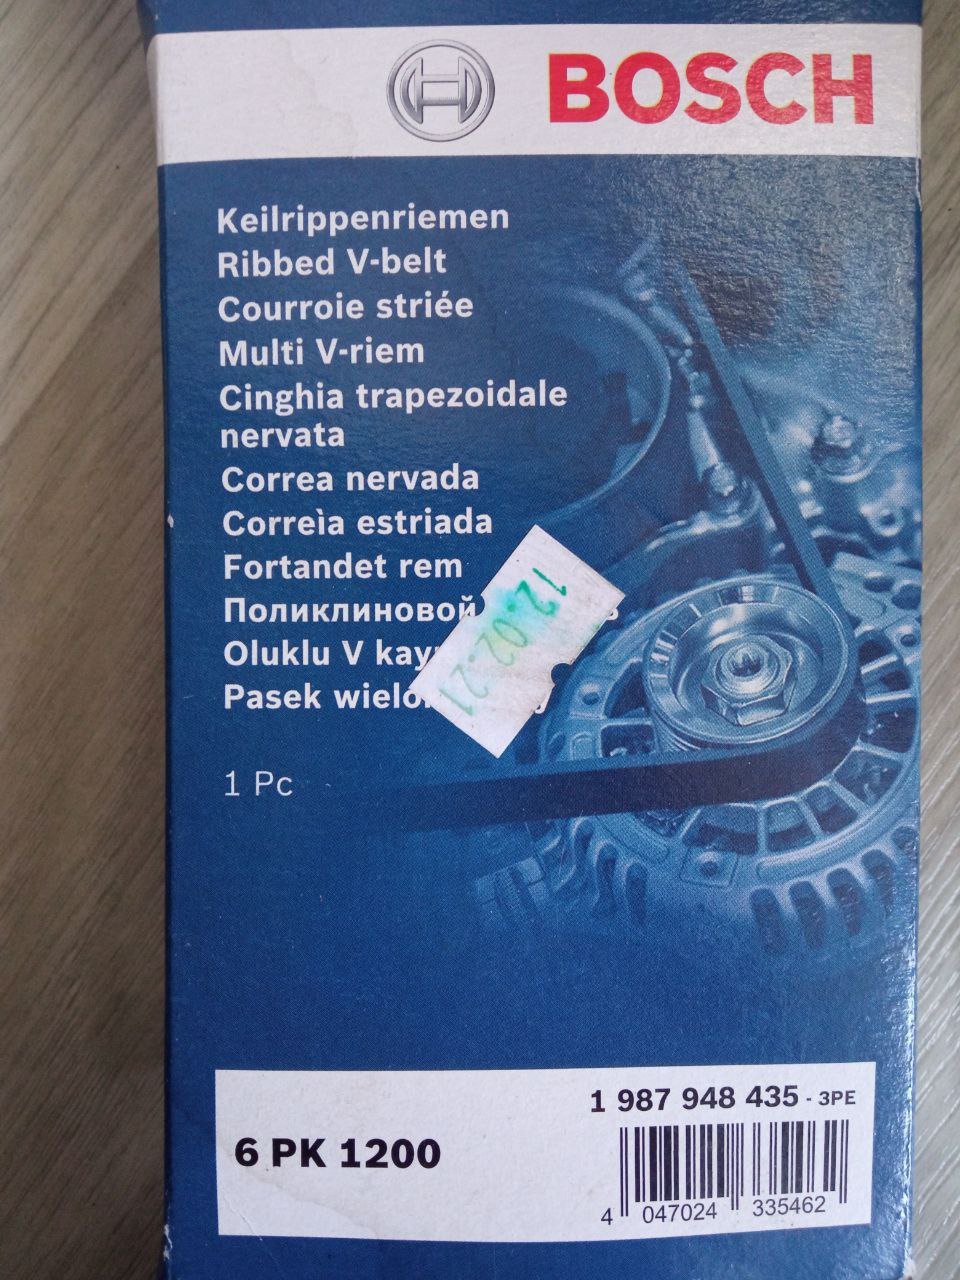 BOSCH
Keilrippenriemen
Ribbed V-belt
Courroie striée
Multi V-riem
Cinghia trapezoidale
nervata
Correa nervada
Correìa estriada
Fortandet rem
Поликлиновой
Oluklu V
Pasek
12.02.21
1 Pc
1 987 948 435 - 3PE
6 PK 1200
4 047024 335462